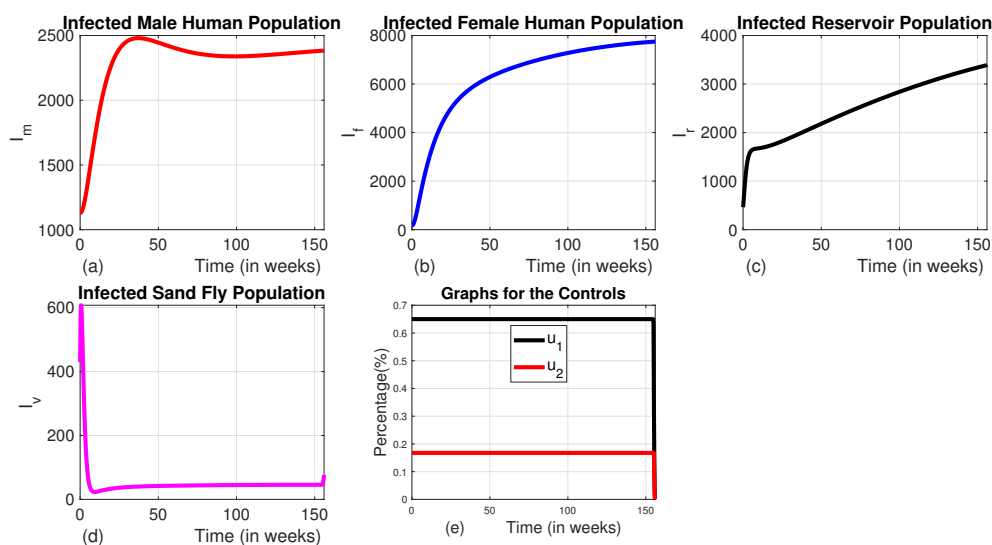 Infected Male Human Population
2500
2000
1500
1000
I_m
0 50 100 150
Time (in weeks)
(a)
Infected Female Human Population
8000
6000
4000
2000
0
I_f
0 50 100 150
Time (in weeks)
(b)
Infected Reservoir Population
4000
3000
2000
1000
0
I_r
0 50 100 150
Time (in weeks)
(c)
Infected Sand Fly Population
600
400
200
0
I_v
0 50 100 150
Time (in weeks)
(d)
Graphs for the Controls
0.7
0.6
0.5
0.4
0.3
0.2
0.1
0
Percentage(%)
u_1
u_2
0 50 100 150
Time (in weeks)
(e)